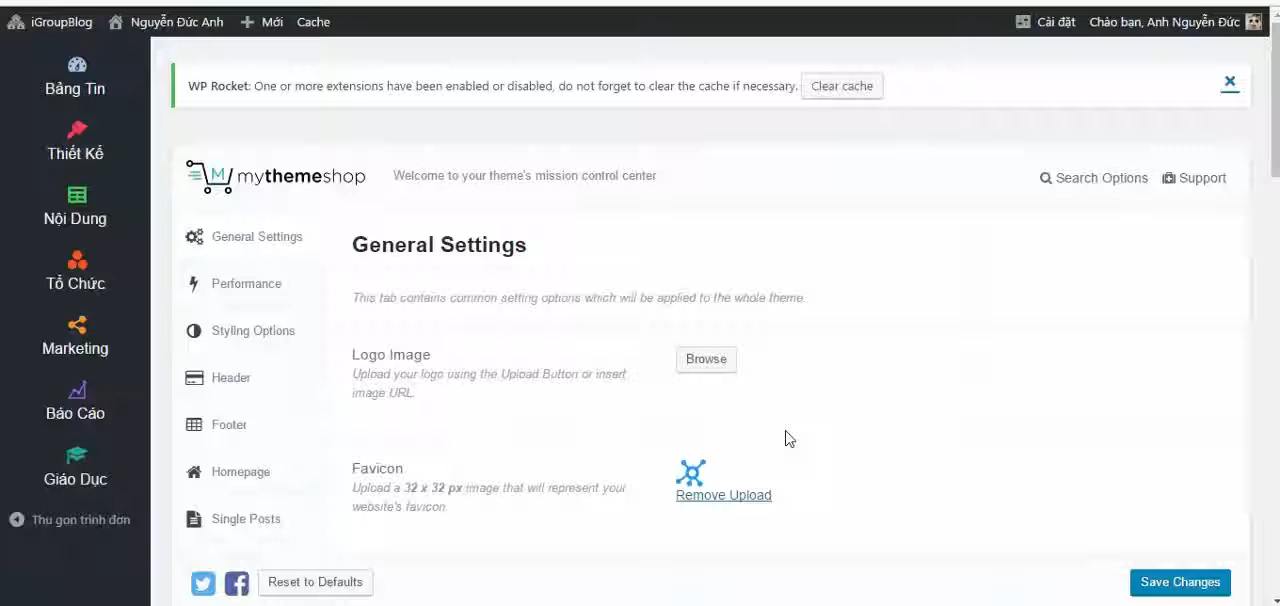 iGroupBlog Nguyễn Đức Anh Mới Cache Cài đặt Chào bạn, Anh Nguyễn Đức
Bảng Tin
Thiết Kế
Nội Dung
Tổ Chức
Marketing
Báo Cáo
Giáo Dục
Thu gọn trình đơn
WP Rocket: One or more extensions have been enabled or disabled, do not forget to clear the cache if necessary. Clear cache
M mythemeshop Welcome to your theme's mission control center Search Options Support
General Settings
Performance
Styling Options
Header
Footer
Homepage
Single Posts
General Settings
This tab contains common setting options which will be applied to the whole theme.
Logo Image
Upload your logo using the Upload Button or insert
image URL.
Browse
Favicon
Upload a 32 x 32 px image that will represent your
website's favicon
Remove Upload
Reset to Defaults Save Changes